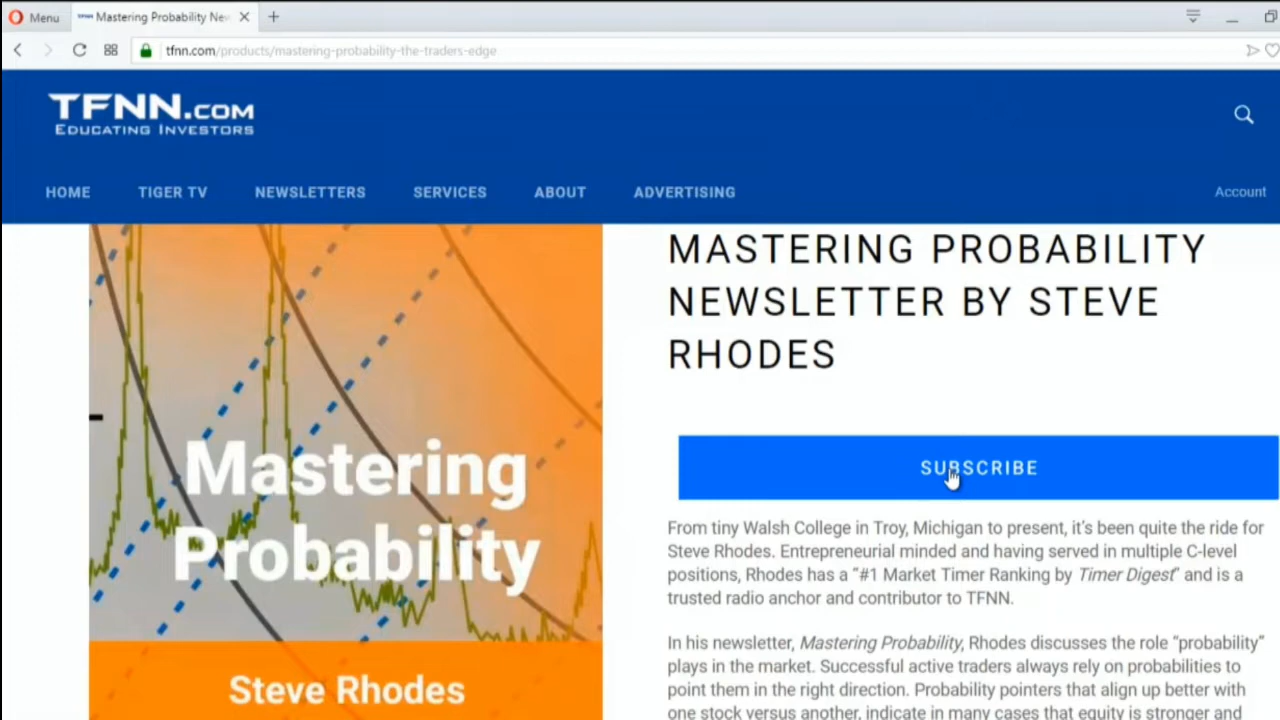 Menu
Mastering Probability New
tfnn.com/products/mastering-probability-the-traders-edge
TFNN.COM
EDUCATING INVESTORS
HOME TIGER TV NEWSLETTERS SERVICES ABOUT ADVERTISING Account
MASTERING PROBABILITY
NEWSLETTER BY STEVE
RHODES
Mastering
Probability
Steve Rhodes
SUBSCRIBE
From tiny Walsh College in Troy, Michigan to present, it's been quite the ride for
Steve Rhodes. Entrepreneurial minded and having served in multiple C-level
positions, Rhodes has a "#1 Market Timer Ranking by Timer Digest" and is a
trusted radio anchor and contributor to TFNN.
In his newsletter, Mastering Probability, Rhodes discusses the role "probability"
plays in the market. Successful active traders always rely on probabilities to
point them in the right direction. Probability pointers that align up better with
one stock versus another, indicate in many cases that equity is stronger and